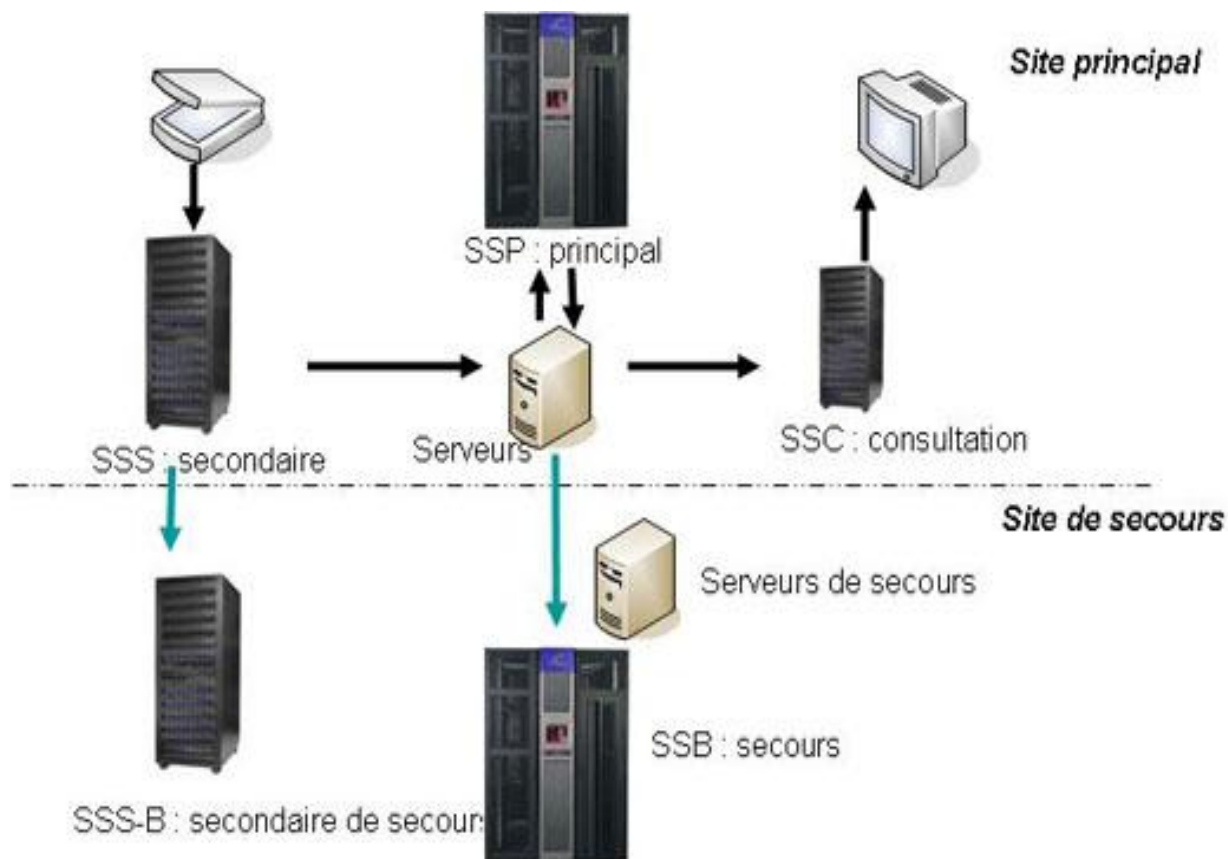 Site principal
SSP : principal
SSS : secondaire
Serveurs
SSC : consultation
Site de secours
Serveurs de secours
SSB : secours
SSS-B : secondaire de secours